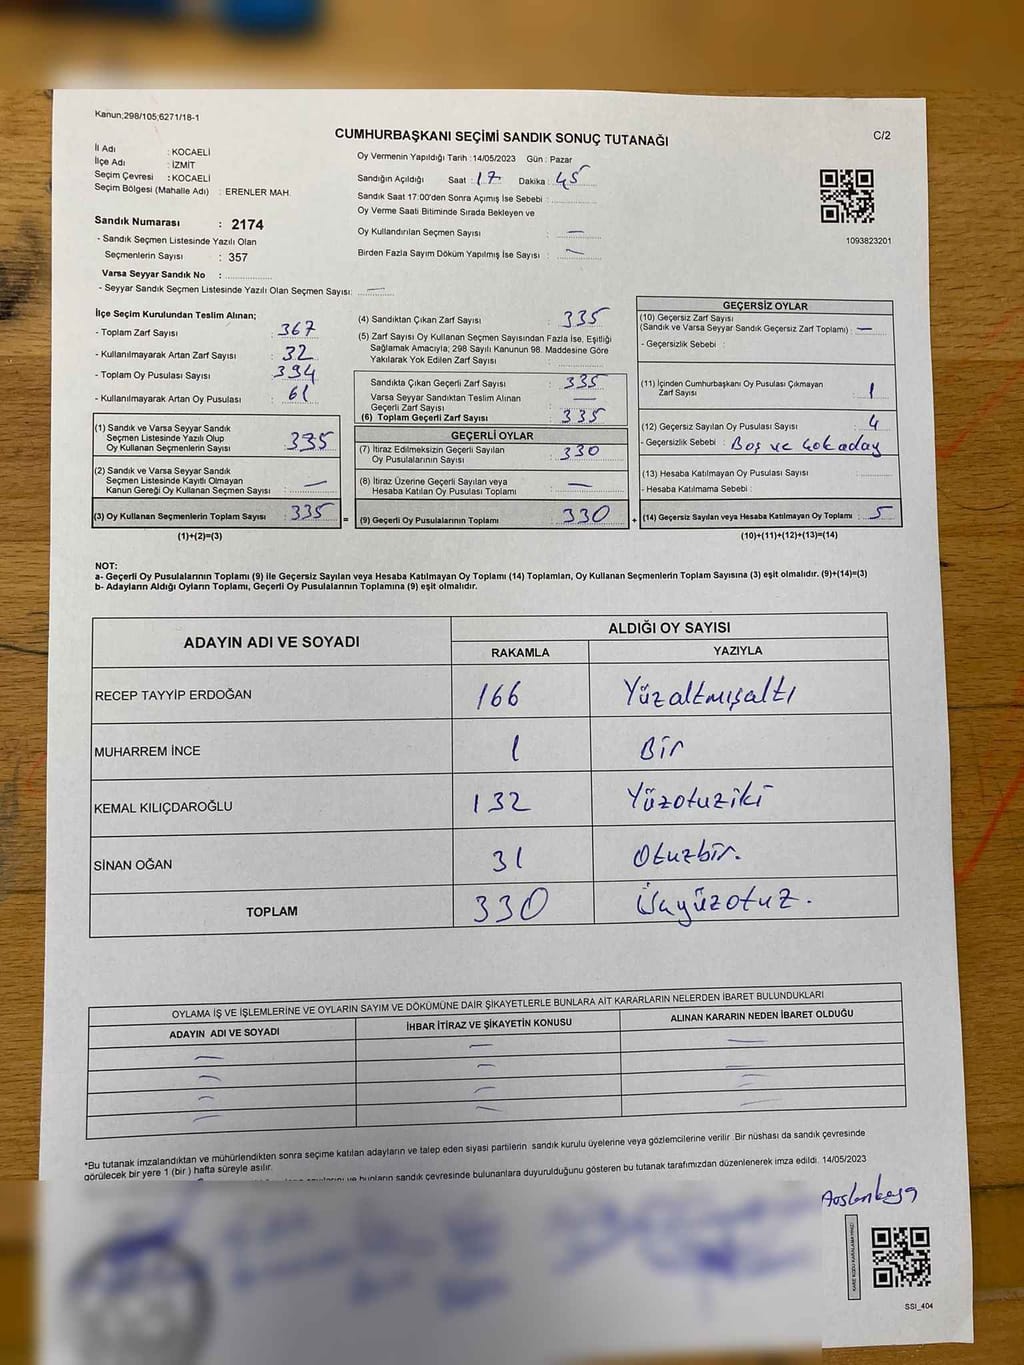 Kanun;298/105;6271/18-1
CUMHURBAŞKANI SEÇİMİ SANDIK SONUÇ TUTANAĞI
C/2
İl Adı : KOCAELİ
İlçe Adı : İZMİT
Seçim Çevresi : KOCAELİ
Seçim Bölgesi (Mahalle Adı) : ERENLER MAH.
Sandık Numarası : 2174
- Sandık Seçmen Listesinde Yazılı Olan
Seçmenlerin Sayısı : 357
Varsa Seyyar Sandık No :
- Seyyar Sandık Seçmen Listesinde Yazılı Olan Seçmen Sayısı: —
Oy Vermenin Yapıldığı Tarih :14/05/2023 Gün : Pazar
Sandığın Açıldığı Saat : 17 Dakika : 45
Sandık Saat 17:00'den Sonra Açımış İse Sebebi :
Oy Verme Saati Bitiminde Sırada Bekleyen ve
Oy Kullandırılan Seçmen Sayısı : —
Birden Fazla Sayım Döküm Yapılmış İse Sayısı : —
1093823201
İlçe Seçim Kurulundan Teslim Alınan;
- Toplam Zarf Sayısı : 367
- Kullanılmayarak Artan Zarf Sayısı : 32
- Toplam Oy Pusulası Sayısı : 394
- Kullanılmayarak Artan Oy Pusulası : 61
(1) Sandık ve Varsa Seyyar Sandık
Seçmen Listesinde Yazılı Olup
Oy Kullanan Seçmenlerin Sayısı : 335
(2) Sandık ve Varsa Seyyar Sandık
Seçmen Listesinde Kayıtlı Olmayan
Kanun Gereği Oy Kullanan Seçmen Sayısı : —
(3) Oy Kullanan Seçmenlerin Toplam Sayısı : 335
(1)+(2)=(3)
(4) Sandıktan Çıkan Zarf Sayısı : 335
(5) Zarf Sayısı Oy Kullanan Seçmen Sayısından Fazla İse, Eşitliği
Sağlamak Amacıyla; 298 Sayılı Kanunun 98. Maddesine Göre
Yakılarak Yok Edilen Zarf Sayısı :
Sandıkta Çıkan Geçerli Zarf Sayısı : 335
Varsa Seyyar Sandıktan Teslim Alınan
Geçerli Zarf Sayısı : —
(6) Toplam Geçerli Zarf Sayısı : 335
GEÇERLİ OYLAR
(7) İtiraz Edilmeksizin Geçerli Sayılan
Oy Pusulalarının Sayısı : 330
(8) İtiraz Üzerine Geçerli Sayılan veya
Hesaba Katılan Oy Pusulası Toplamı : —
= (9) Geçerli Oy Pusulalarının Toplamı : 330
GEÇERSİZ OYLAR
(10) Geçersiz Zarf Sayısı
(Sandık ve Varsa Seyyar Sandık Geçersiz Zarf Toplamı) : —
- Geçersizlik Sebebi :
(11) İçinden Cumhurbaşkanı Oy Pusulası Çıkmayan
Zarf Sayısı : 1
(12) Geçersiz Sayılan Oy Pusulası Sayısı : 4
- Geçersizlik Sebebi : Boş ve çok aday
(13) Hesaba Katılmayan Oy Pusulası Sayısı :
- Hesaba Katılmama Sebebi :
+ (14) Geçersiz Sayılan veya Hesaba Katılmayan Oy Toplamı : 5
(10)+(11)+(12)+(13)=(14)
NOT:
a- Geçerli Oy Pusulalarının Toplamı (9) ile Geçersiz Sayılan veya Hesaba Katılmayan Oy Toplamı (14) Toplamları, Oy Kullanan Seçmenlerin Toplam Sayısına (3) eşit olmalıdır. (9)+(14)=(3)
b- Adayların Aldığı Oyların Toplamı, Geçerli Oy Pusulalarının Toplamına (9) eşit olmalıdır.
ADAYIN ADI VE SOYADI ALDIĞI OY SAYISI
RAKAMLA YAZIYLA
RECEP TAYYİP ERDOĞAN 166 Yüzaltmışaltı
MUHARREM İNCE 1 Bir
KEMAL KILIÇDAROĞLU 132 Yüzotuziki
SİNAN OĞAN 31 Otuzbir.
TOPLAM 330 Üçyüzotuz.
OYLAMA İŞ VE İŞLEMLERİNE VE OYLARIN SAYIM VE DÖKÜMÜNE DAİR ŞİKAYETLERLE BUNLARA AİT KARARLARIN NELERDEN İBARET BULUNDUKLARI
ADAYIN ADI VE SOYADI İHBAR İTİRAZ VE ŞİKAYETİN KONUSU ALINAN KARARIN NEDEN İBARET OLDUĞU
— — —
— — —
— — —
— — —
*Bu tutanak imzalandıktan ve mühürlendikten sonra seçime katılan adayların ve talep eden siyasi partilerin sandık kurulu üyelerine veya gözlemcilerine verilir .Bir nüshası da sandık çevresinde
görülecek bir yere 1 (bir ) hafta süreyle asılır.
ve bunların sandık çevresinde bulunanlara duyurulduğunu gösteren bu tutanak tarafımızdan düzenlenerek imza edildi. 14/05/2023
SSI_404